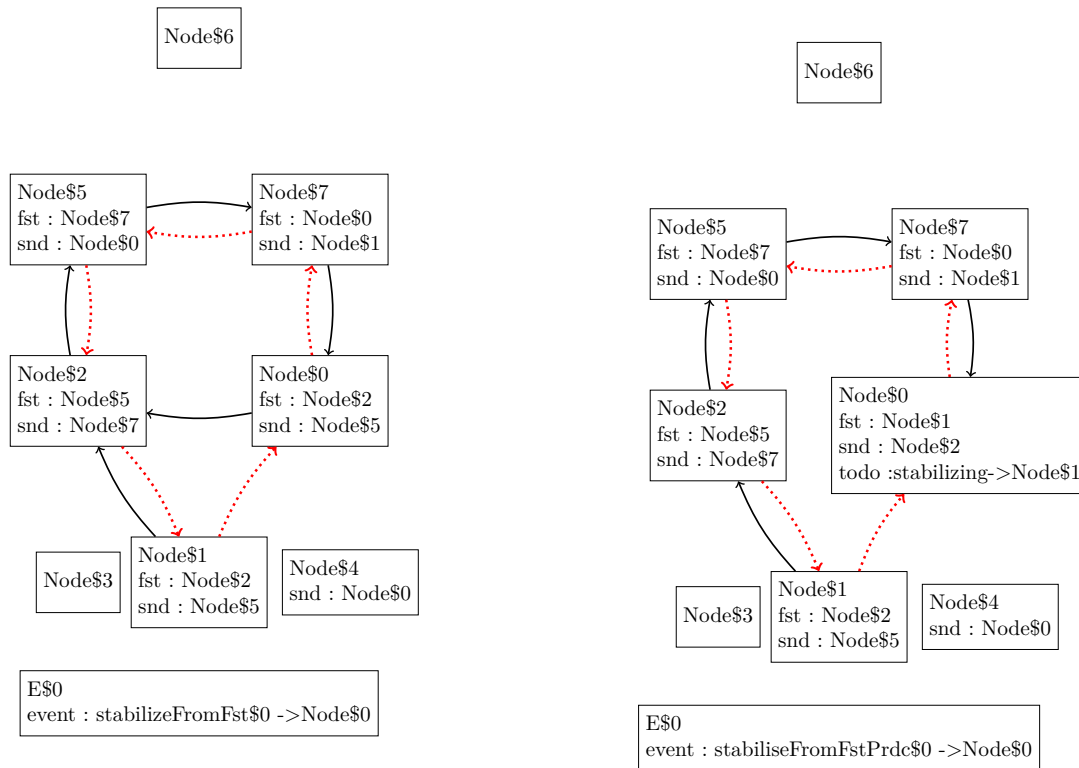 Node$6
Node$5
fst : Node$7
snd : Node$0
Node$7
fst : Node$0
snd : Node$1
Node$2
fst : Node$5
snd : Node$7
Node$0
fst : Node$2
snd : Node$5
Node$3
Node$1
fst : Node$2
snd : Node$5
Node$4
snd : Node$0
E$0
event : stabilizeFromFst$0 ->Node$0
Node$6
Node$5
fst : Node$7
snd : Node$0
Node$7
fst : Node$0
snd : Node$1
Node$2
fst : Node$5
snd : Node$7
Node$0
fst : Node$1
snd : Node$2
todo :stabilizing->Node$1
Node$3
Node$1
fst : Node$2
snd : Node$5
Node$4
snd : Node$0
E$0
event : stabiliseFromFstPrdc$0 ->Node$0